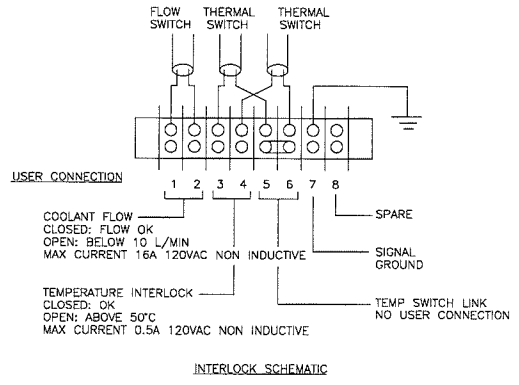 FLOW SWITCH
THERMAL SWITCH
THERMAL SWITCH
USER CONNECTION
1 2 3 4 5 6 7 8
COOLANT FLOW
CLOSED: FLOW OK
OPEN: BELOW 10 L/MIN
MAX CURRENT 16A 120VAC NON INDUCTIVE
SPARE
SIGNAL
GROUND
TEMPERATURE INTERLOCK
CLOSED: OK
OPEN: ABOVE 50°C
MAX CURRENT 0.5A 120VAC NON INDUCTIVE
TEMP SWITCH LINK
NO USER CONNECTION
INTERLOCK SCHEMATIC